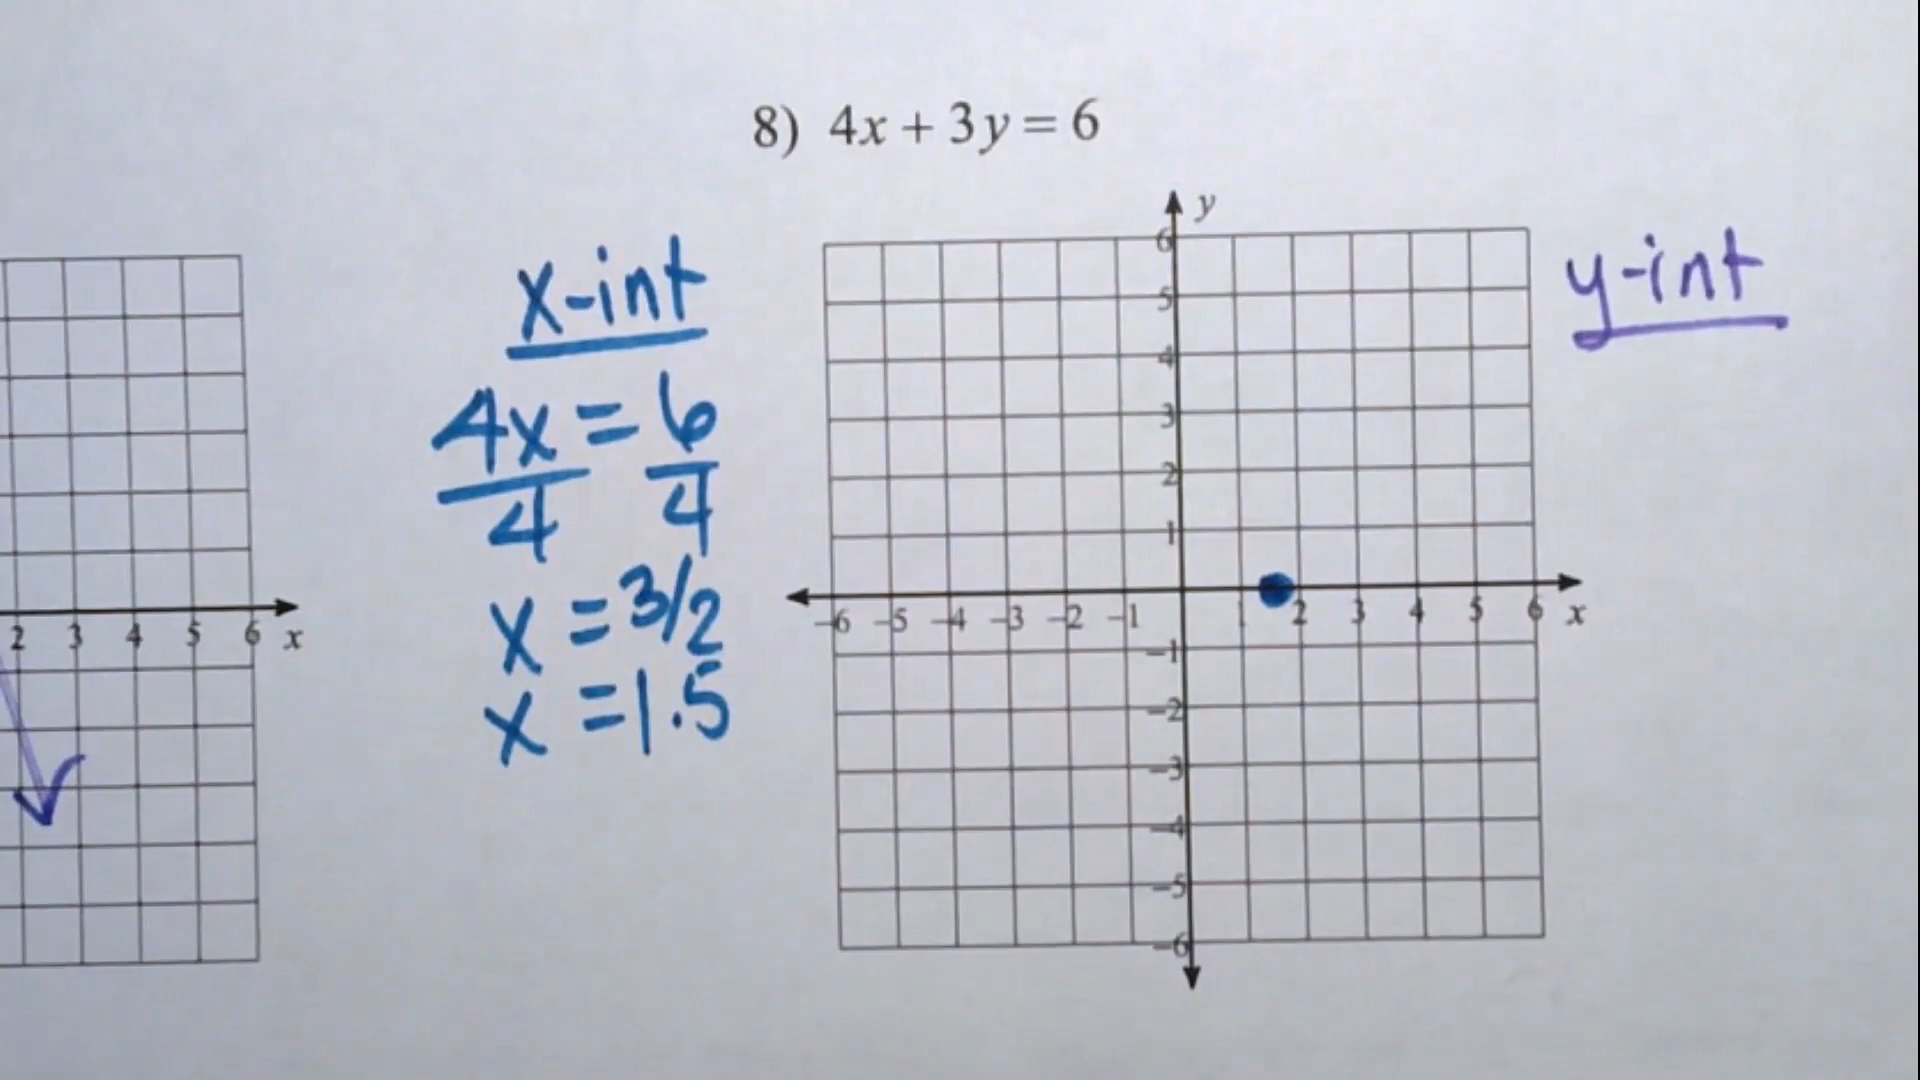 8) 4x + 3y = 6
x-int
4x = 6
4 4
x = 3/2
x = 1.5
y-int
y
6
5
4
3
2
1
-6 -5 -4 -3 -2 -1 1 2 3 4 5 6 x
-1
-2
-3
-4
-5
-6
2 3 4 5 6 x